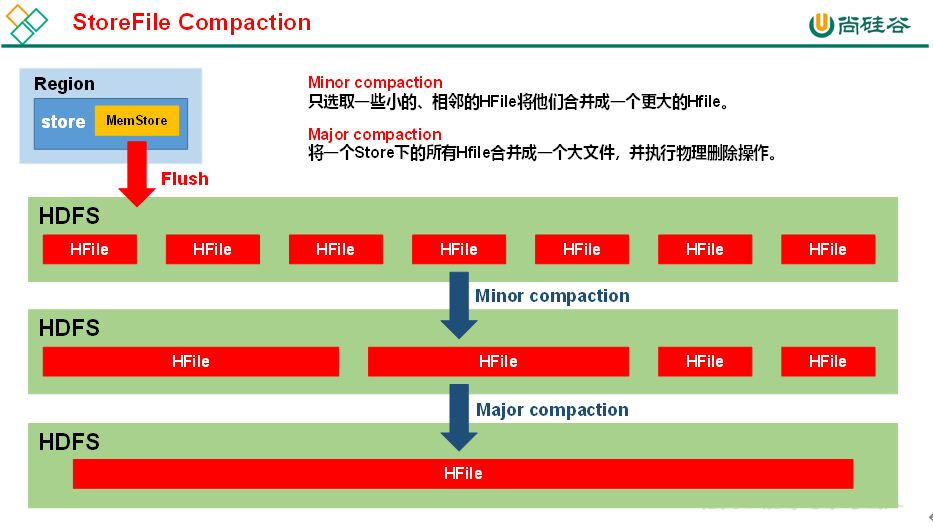 StoreFile Compaction
尚硅谷
Region
store
MemStore
Flush
Minor compaction
只选取一些小的、相邻的HFile将他们合并成一个更大的Hfile。
Major compaction
将一个Store下的所有Hfile合并成一个大文件，并执行物理删除操作。
HDFS
HFile HFile HFile HFile HFile HFile HFile
Minor compaction
HDFS
HFile HFile HFile HFile
Major compaction
HDFS
HFile